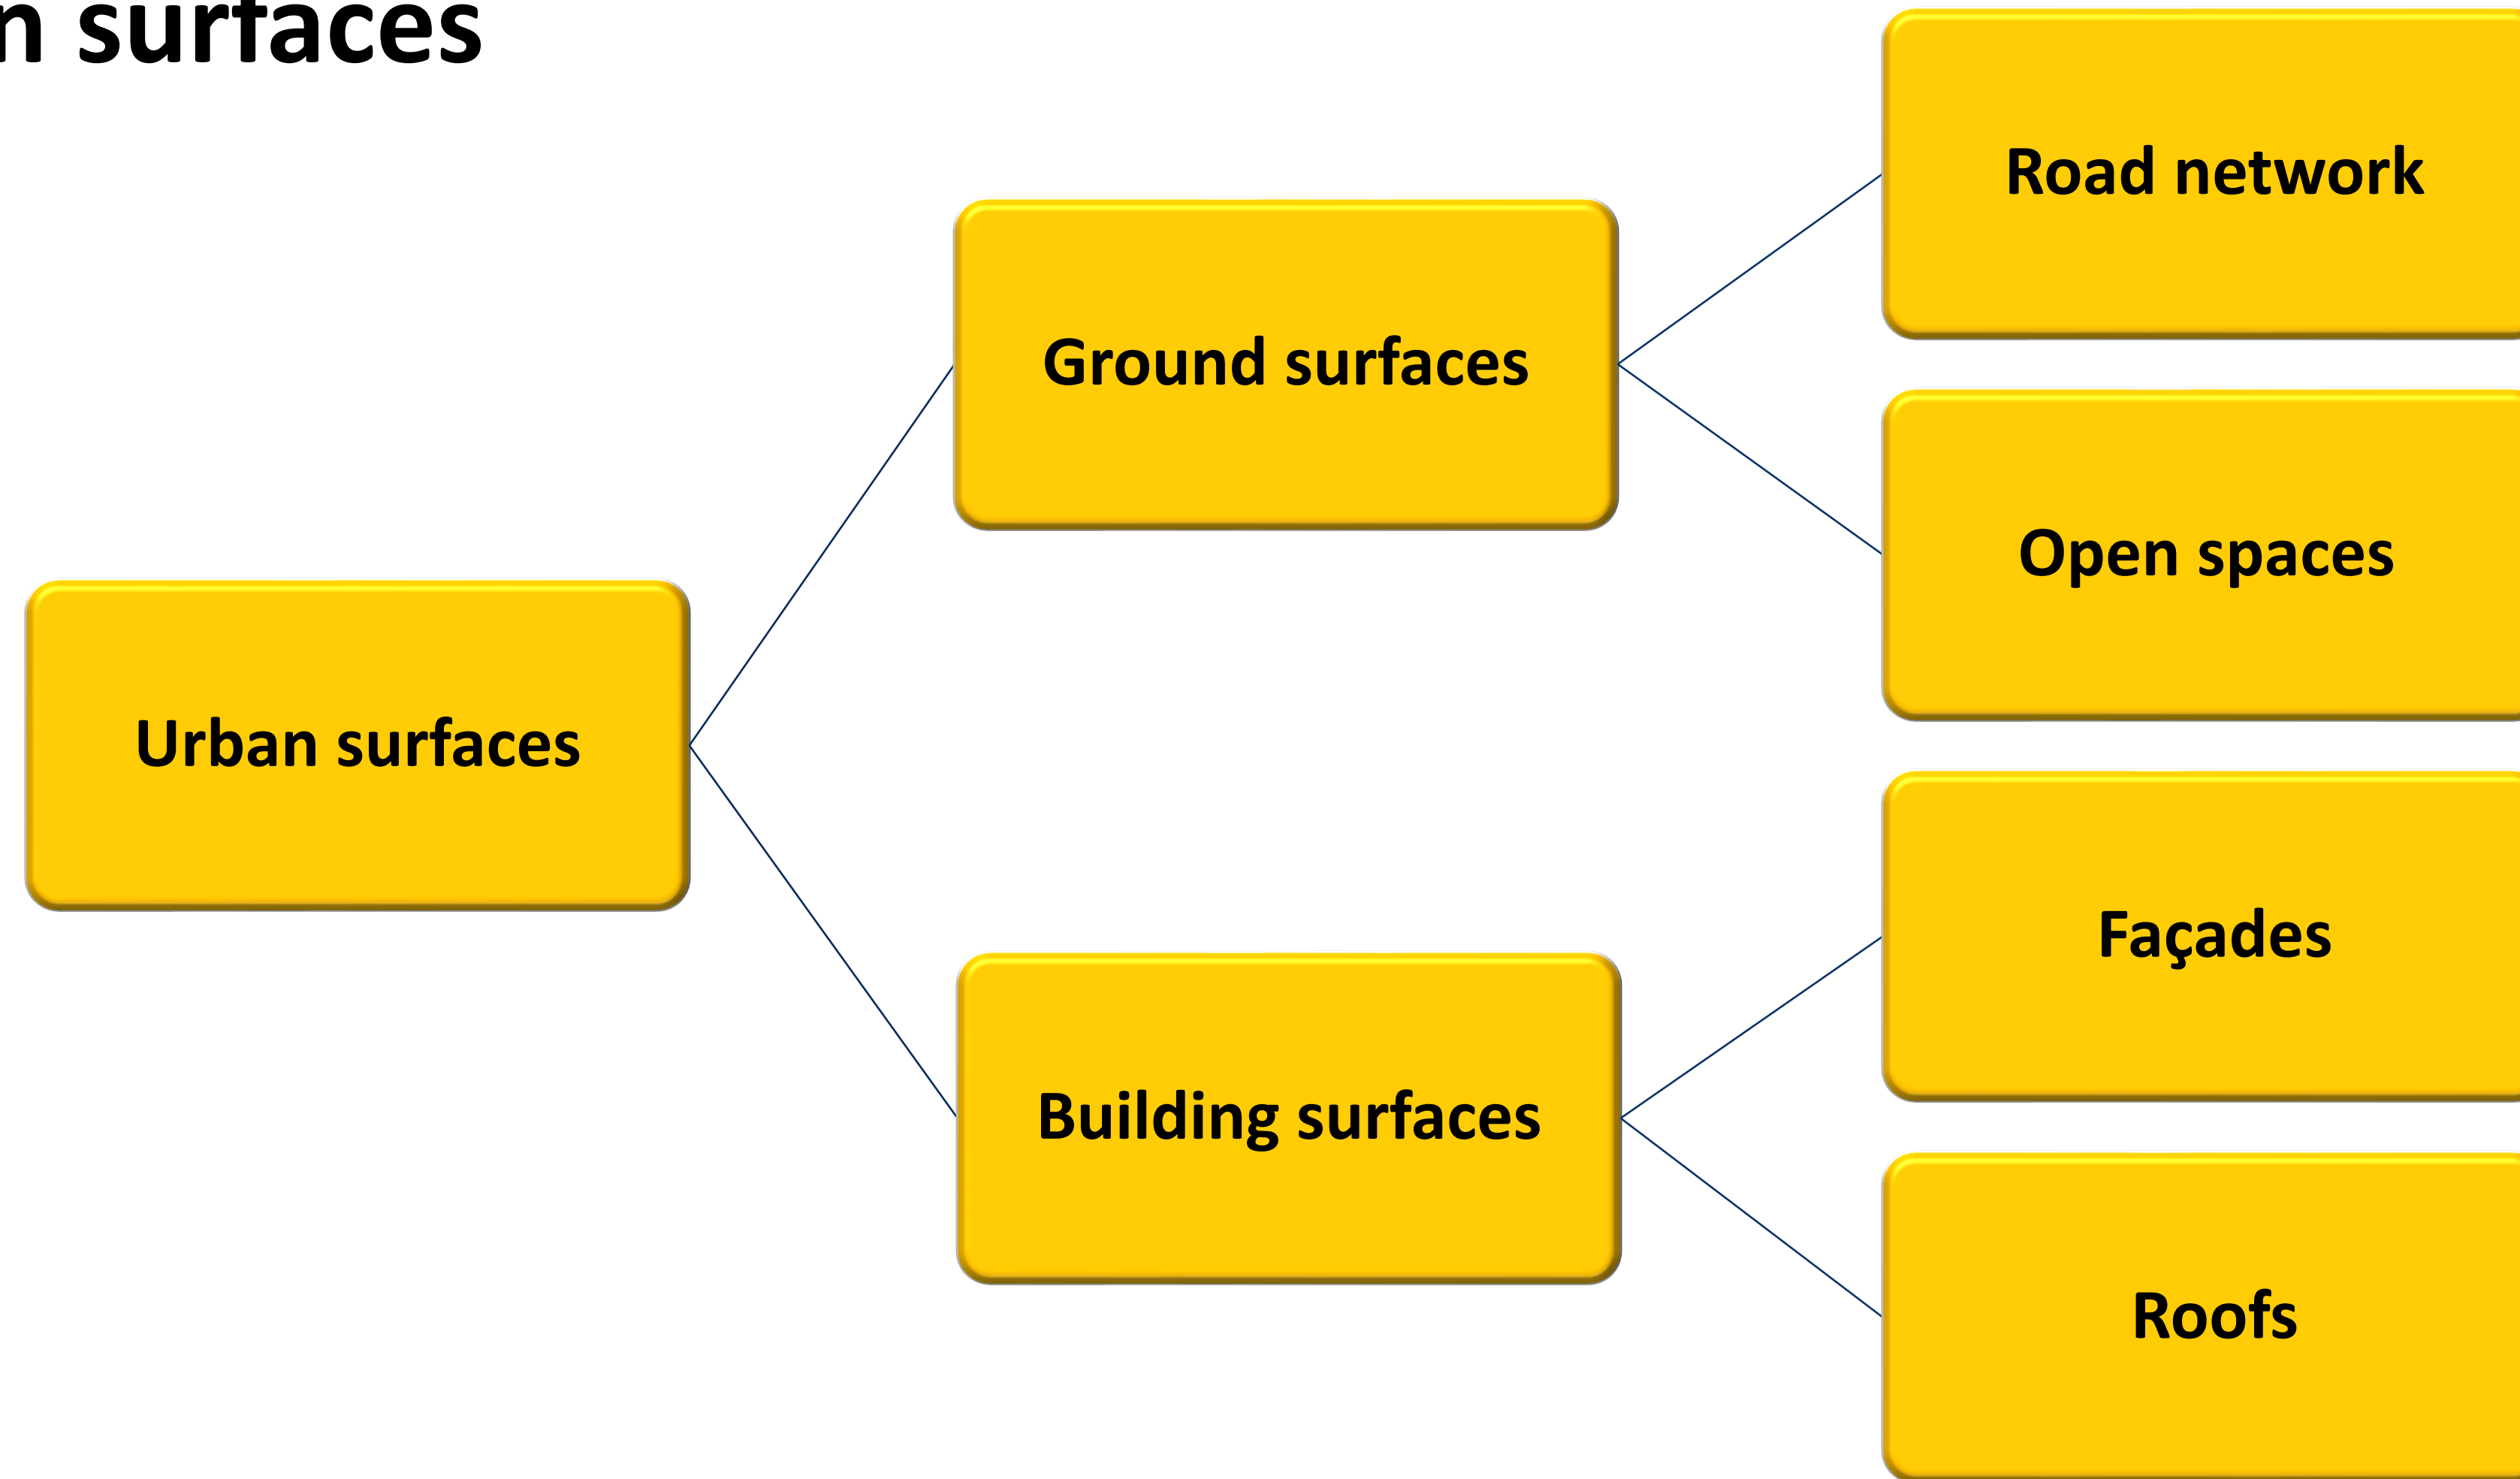 n surfaces
Road network
Ground surfaces
Open spaces
Urban surfaces
Façades
Building surfaces
Roofs